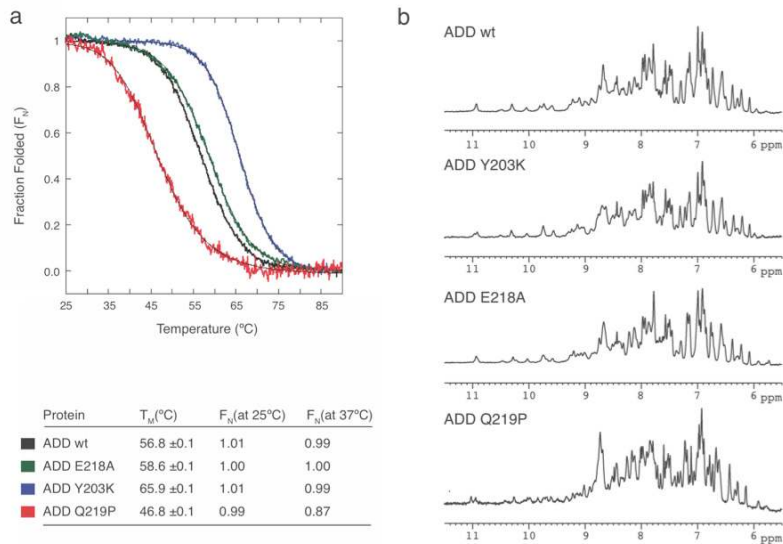 a
Fraction Folded (F_N)
1
0.8
0.6
0.4
0.2
0.0
25 35 45 55 65 75 85
Temperature (ºC)
Protein T_M(ºC) F_N(at 25ºC) F_N(at 37ºC)
ADD wt 56.8 ±0.1 1.01 0.99
ADD E218A 58.6 ±0.1 1.00 1.00
ADD Y203K 65.9 ±0.1 1.01 0.99
ADD Q219P 46.8 ±0.1 0.99 0.87
b
ADD wt
11 10 9 8 7 6 ppm
ADD Y203K
11 10 9 8 7 6 ppm
ADD E218A
11 10 9 8 7 6 ppm
ADD Q219P
11 10 9 8 7 6 ppm